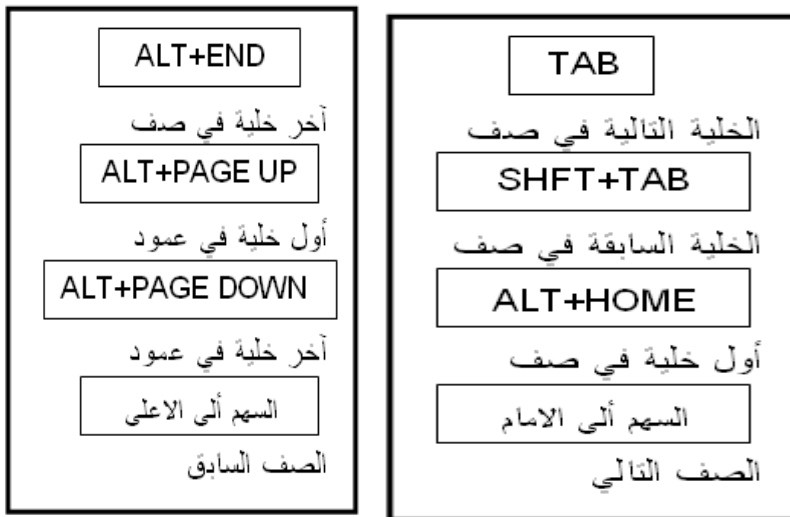 TAB
الخلية التالية في صف
SHFT+TAB
الخلية السابقة في صف
ALT+HOME
أول خلية في صف
السهم ألى الامام
الصف التالي
ALT+END
آخر خلية في صف
ALT+PAGE UP
أول خلية في عمود
ALT+PAGE DOWN
آخر خلية في عمود
السهم ألى الاعلى
الصف السابق